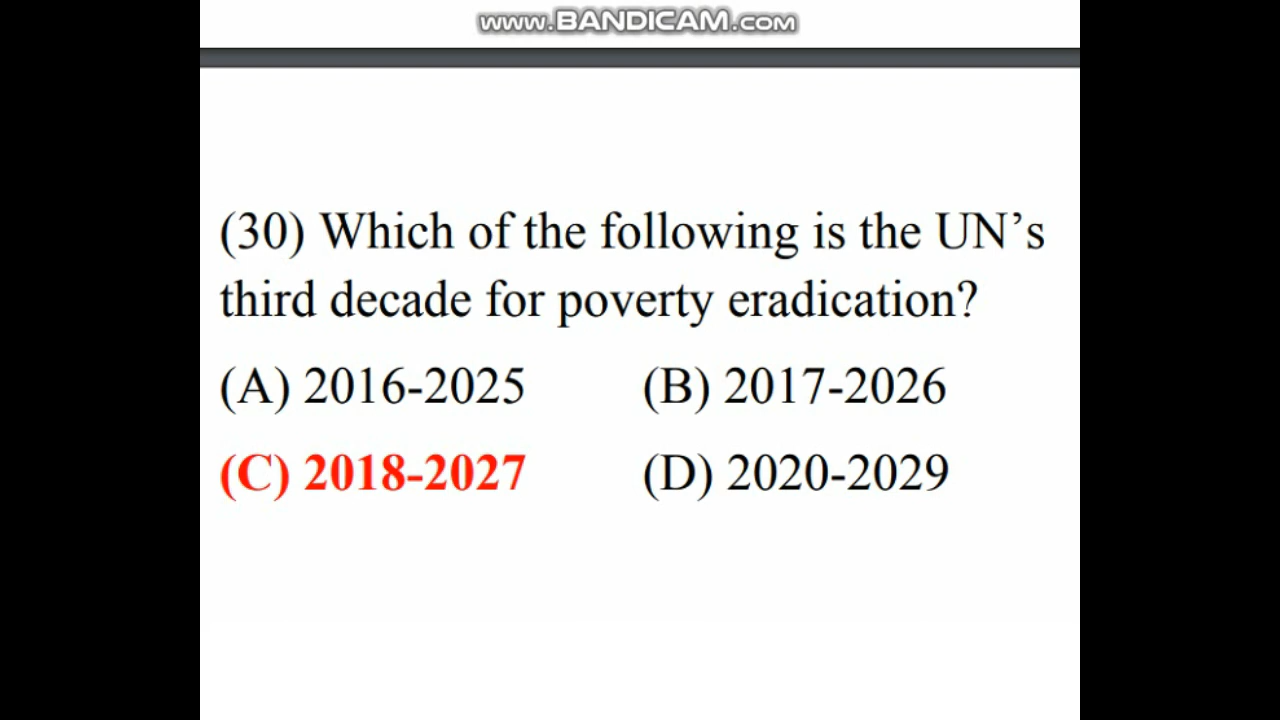 www.BANDICAM.com
(30) Which of the following is the UN’s
third decade for poverty eradication?
(A) 2016-2025 (B) 2017-2026
(C) 2018-2027 (D) 2020-2029